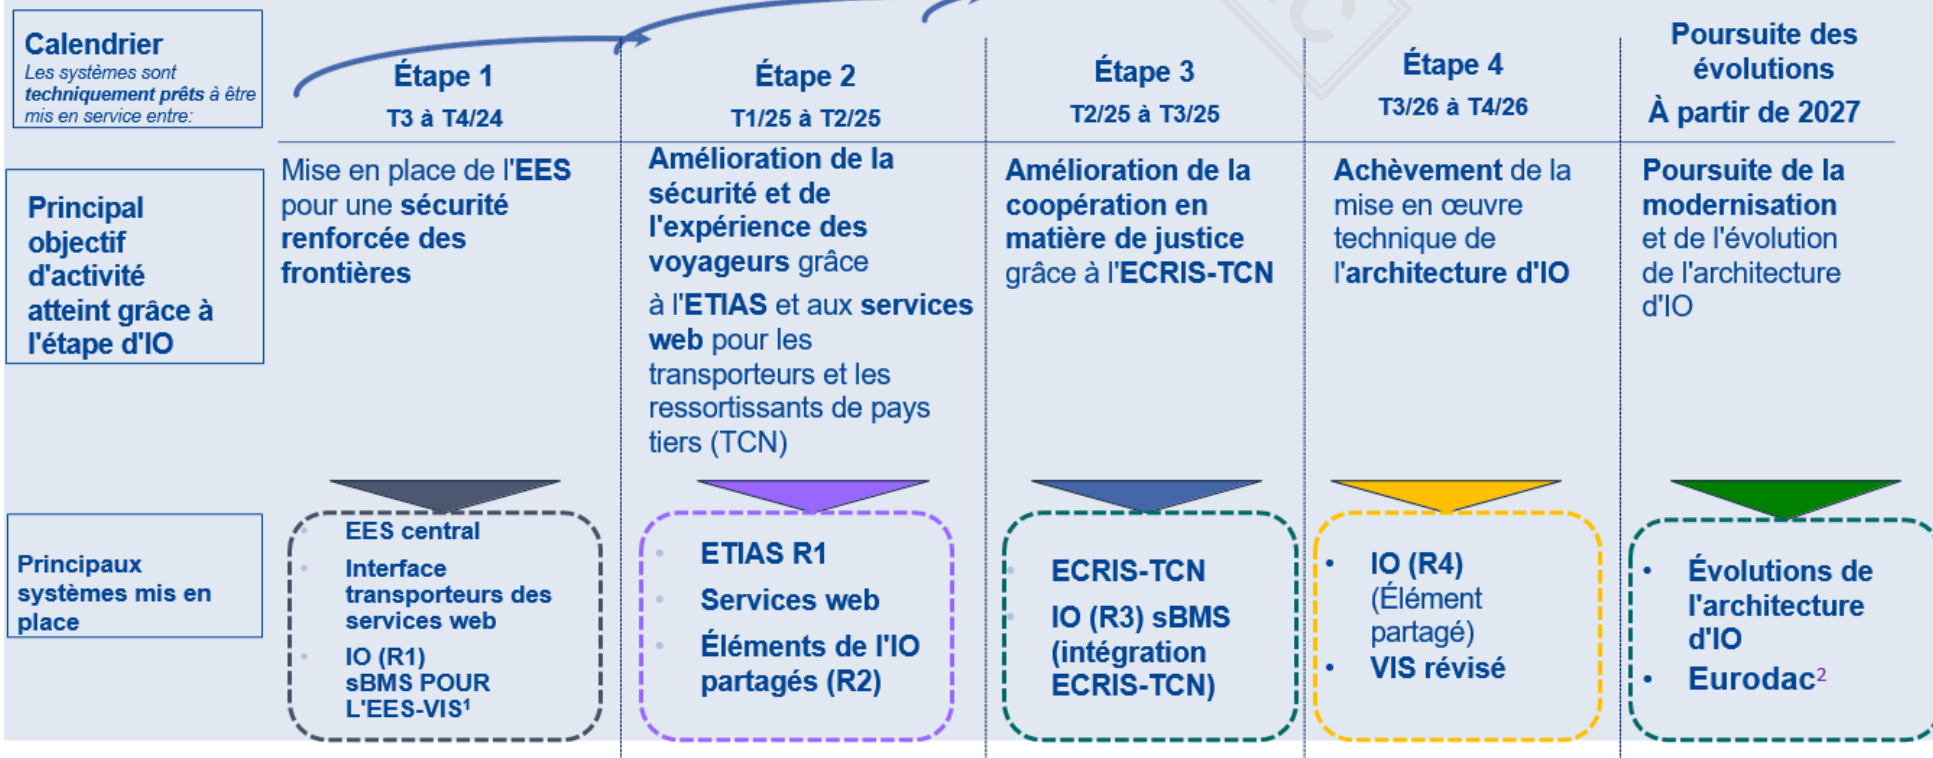 Calendrier
Les systèmes sont
techniquement prêts à être
mis en service entre:
Étape 1
T3 à T4/24
Étape 2
T1/25 à T2/25
Étape 3
T2/25 à T3/25
Étape 4
T3/26 à T4/26
Poursuite des
évolutions
À partir de 2027
Principal
objectif
d'activité
atteint grâce à
l'étape d'IO
Mise en place de l'EES
pour une sécurité
renforcée des
frontières
Amélioration de la
sécurité et de
l'expérience des
voyageurs grâce
à l'ETIAS et aux services
web pour les
transporteurs et les
ressortissants de pays
tiers (TCN)
Amélioration de la
coopération en
matière de justice
grâce à l'ECRIS-TCN
Achèvement de la
mise en œuvre
technique de
l'architecture d'IO
Poursuite de la
modernisation
et de l'évolution
de l'architecture
d'IO
Principaux
systèmes mis en
place
• EES central
• Interface
transporteurs des
services web
• IO (R1)
sBMS POUR
L'EES-VIS¹
• ETIAS R1
• Services web
• Éléments de l'IO
partagés (R2)
• ECRIS-TCN
• IO (R3) sBMS
(intégration
ECRIS-TCN)
• IO (R4)
(Élément
partagé)
• VIS révisé
• Évolutions de
l'architecture
d'IO
• Eurodac²